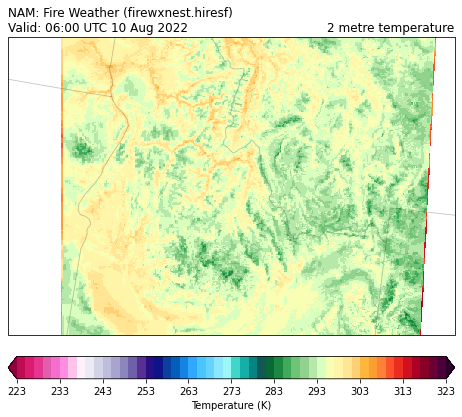 NAM: Fire Weather (firewxnest.hiresf)
Valid: 06:00 UTC 10 Aug 2022
2 metre temperature
223 233 243 253 263 273 283 293 303 313 323
Temperature (K)